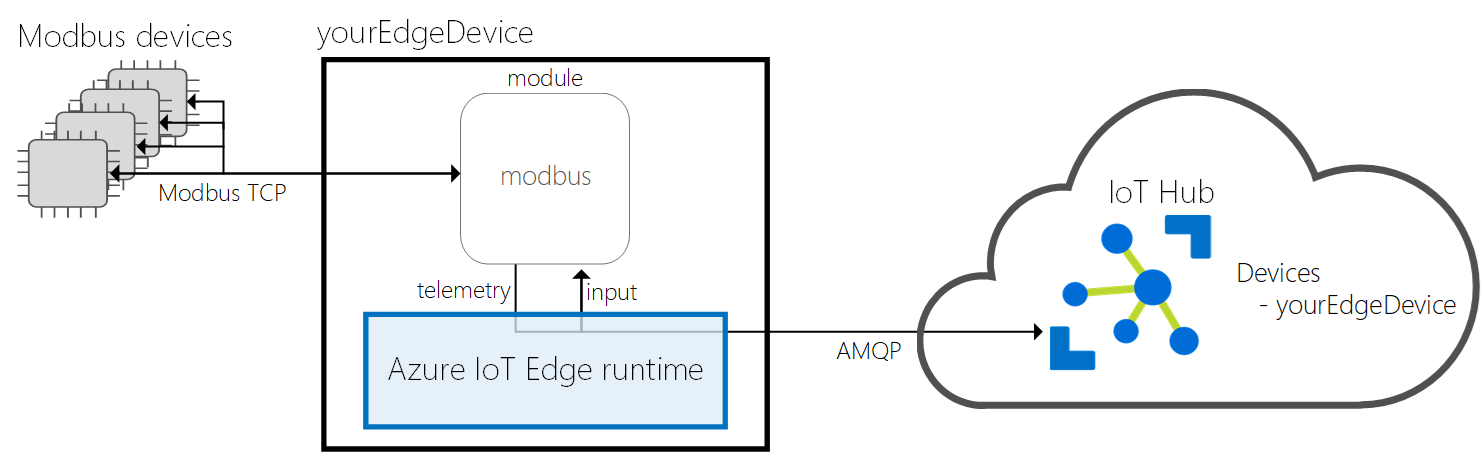 Modbus devices
yourEdgeDevice
module
modbus
Modbus TCP
telemetry
input
Azure IoT Edge runtime
AMQP
IoT Hub
Devices
- yourEdgeDevice